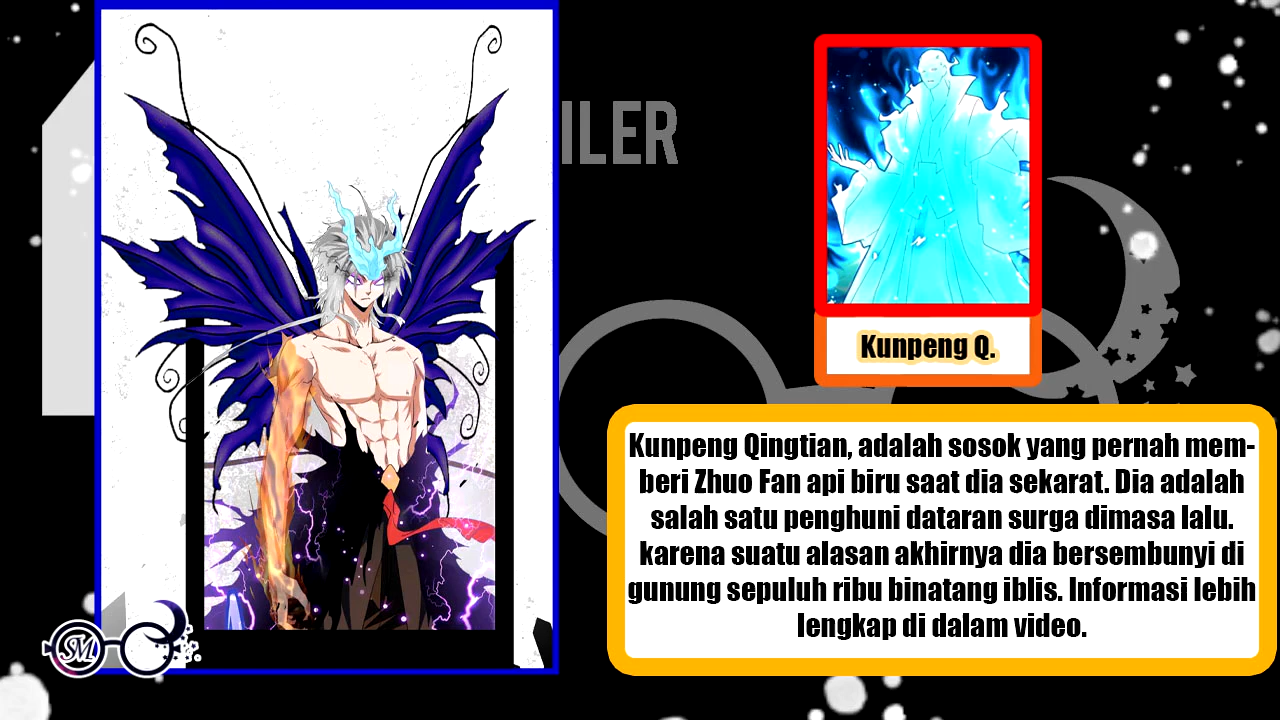 ILER
Kunpeng Q.
Kunpeng Qingtian, adalah sosok yang pernah mem-
beri Zhuo Fan api biru saat dia sekarat. Dia adalah
salah satu penghuni dataran surga dimasa lalu.
karena suatu alasan akhirnya dia bersembunyi di
gunung sepuluh ribu binatang iblis. Informasi lebih
lengkap di dalam video.
SM